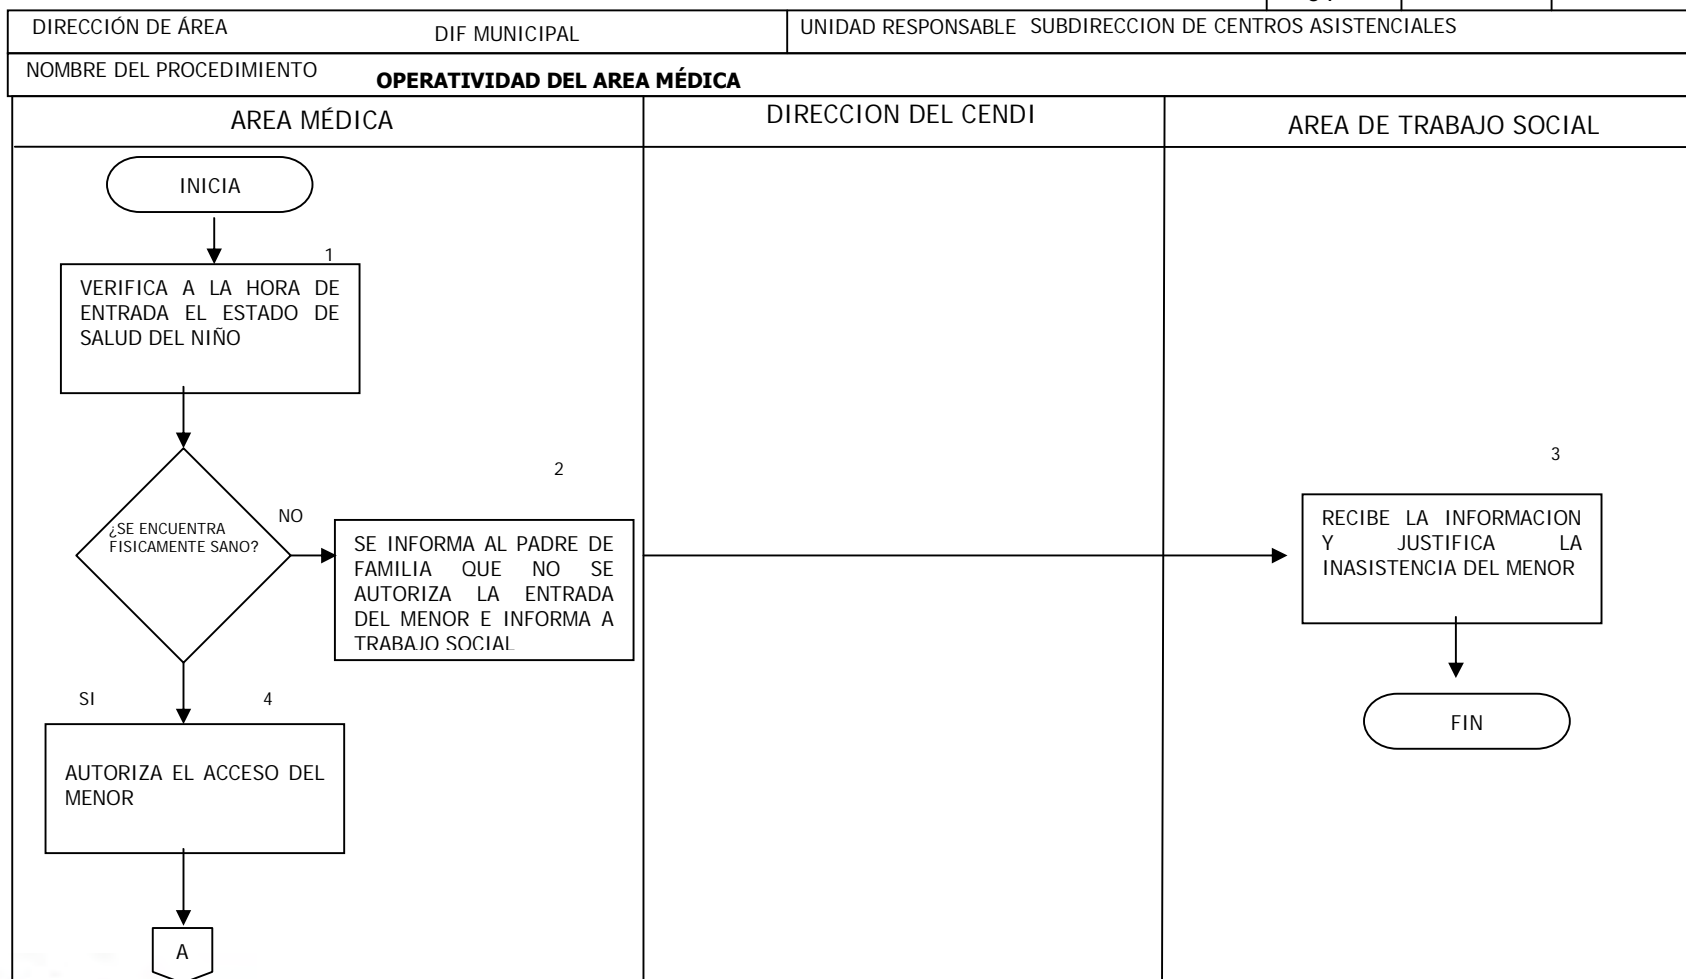 DIRECCIÓN DE ÁREA DIF MUNICIPAL UNIDAD RESPONSABLE SUBDIRECCION DE CENTROS ASISTENCIALES
NOMBRE DEL PROCEDIMIENTO OPERATIVIDAD DEL AREA MÉDICA
AREA MÉDICA DIRECCION DEL CENDI AREA DE TRABAJO SOCIAL
INICIA
1
VERIFICA A LA HORA DE
ENTRADA EL ESTADO DE
SALUD DEL NIÑO
¿SE ENCUENTRA
FISICAMENTE SANO?
NO
2
SE INFORMA AL PADRE DE
FAMILIA QUE NO SE
AUTORIZA LA ENTRADA
DEL MENOR E INFORMA A
TRABAJO SOCIAL
3
RECIBE LA INFORMACION
Y JUSTIFICA LA
INASISTENCIA DEL MENOR
FIN
SI
4
AUTORIZA EL ACCESO DEL
MENOR
A